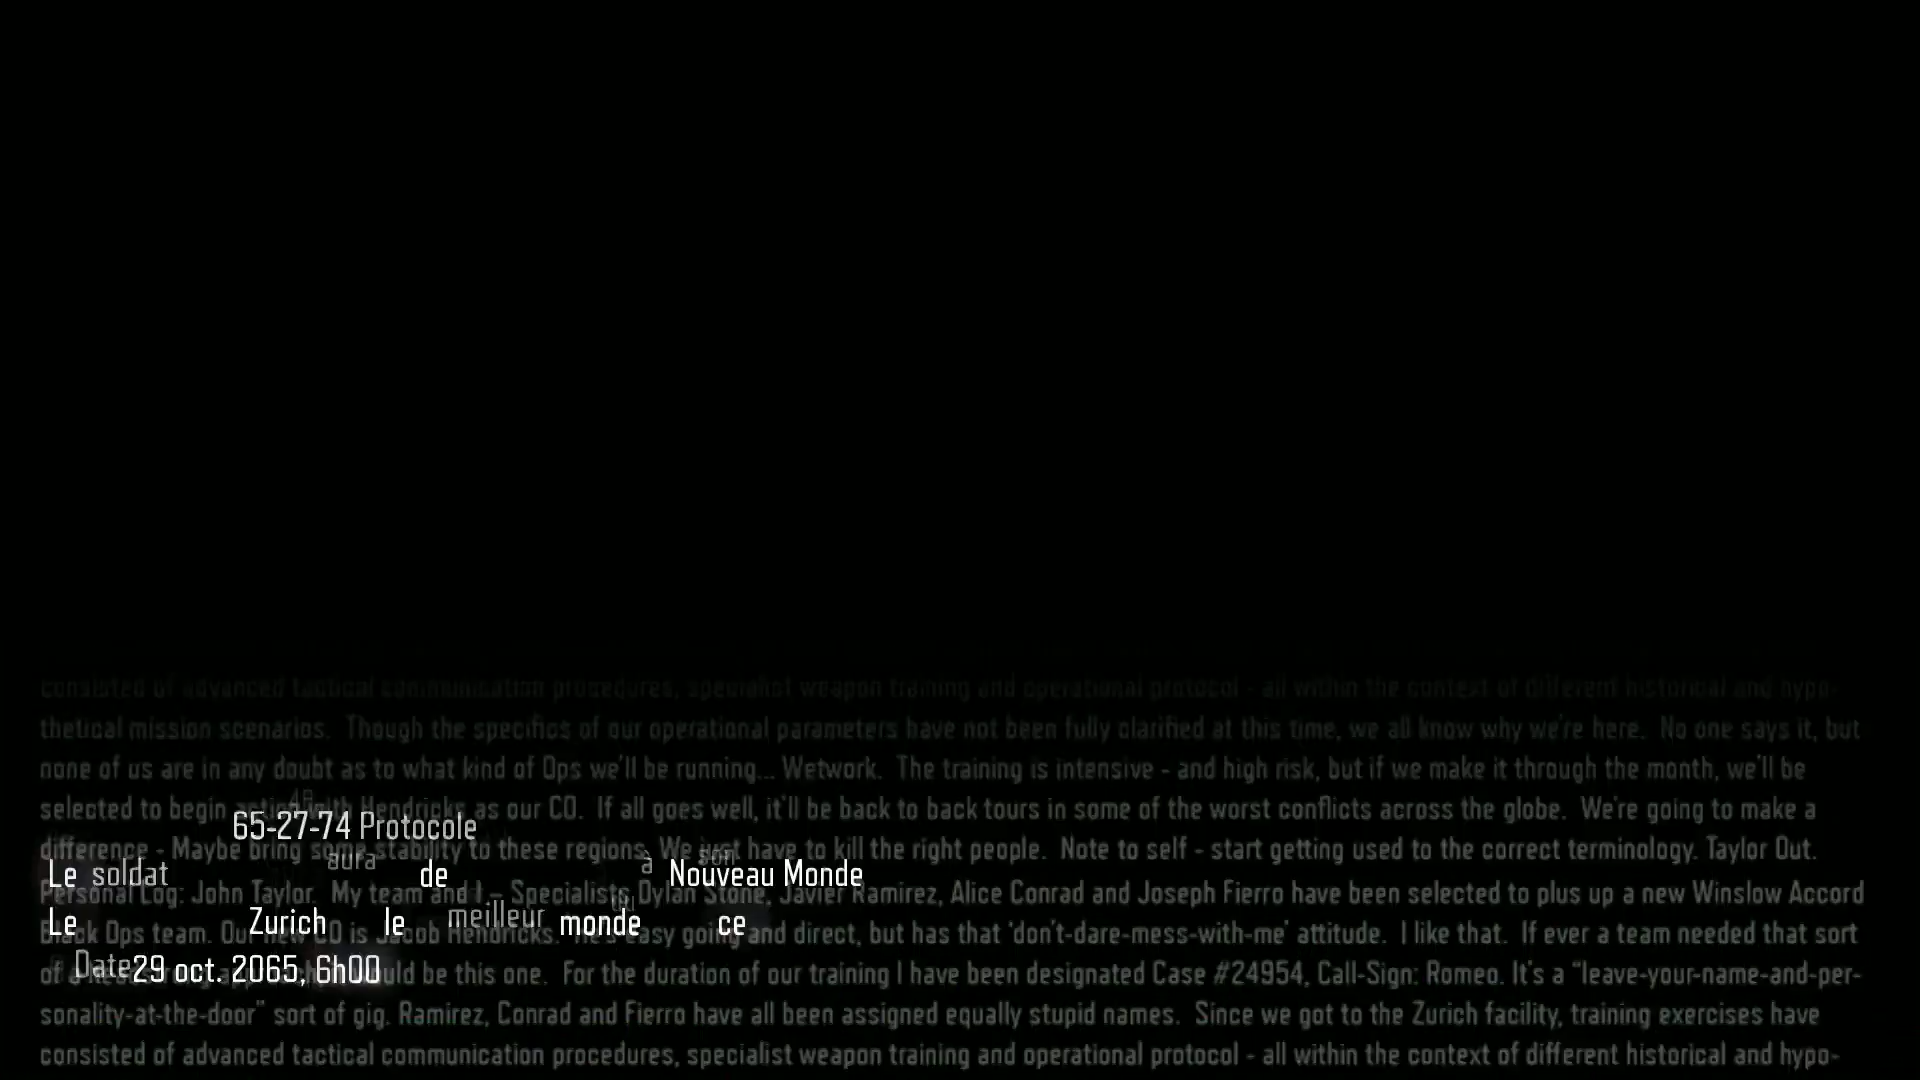 consisted of advanced tactical communication procedures, specialist weapon training and operational protocol - all within the context of different historical and hypo-
thetical mission scenarios. Though the specifics of our operational parameters have not been fully clarified at this time, we all know why we're here. No one says it, but
none of us are in any doubt as to what kind of Ops we'll be running... Wetwork. The training is intensive - and high risk, but if we make it through the month, we'll be
selected to begin action with Hendricks as our CO. If all goes well, it'll be back to back tours in some of the worst conflicts across the globe. We're going to make a
65-27-74 Protocole
difference - Maybe bring some stability to these regions. We just have to kill the right people. Note to self - start getting used to the correct terminology. Taylor Out.
Le soldat aura de à son Nouveau Monde
Personal Log: John Taylor. My team and I – Specialists Dylan Stone, Javier Ramirez, Alice Conrad and Joseph Fierro have been selected to plus up a new Winslow Accord
Le Zurich le meilleur monde ce
Black Ops team. Our new CO is Jacob Hendricks. He's easy going and direct, but has that 'don't-dare-mess-with-me' attitude. I like that. If ever a team needed that sort
Date 29 oct. 2065, 6h00
of a would be this one. For the duration of our training I have been designated Case #24954, Call-Sign: Romeo. It's a "leave-your-name-and-per-
sonality-at-the-door" sort of gig. Ramirez, Conrad and Fierro have all been assigned equally stupid names. Since we got to the Zurich facility, training exercises have
consisted of advanced tactical communication procedures, specialist weapon training and operational protocol - all within the context of different historical and hypo-